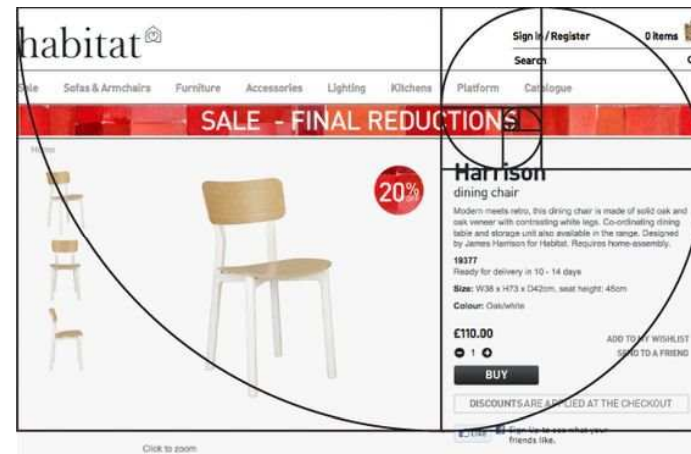 habitat
Sign in / Register 0 items
Search
Sale Sofas & Armchairs Furniture Accessories Lighting Kitchens Platform Catalogue
SALE - FINAL REDUCTIONS
Home
20% OFF
Harrison
dining chair
Modern meets retro, this dining chair is made of solid oak and
oak veneer with contrasting white legs. Co-ordinating dining
table and storage unit also available in the range. Designed
by James Harrison for Habitat. Requires home-assembly.
19377
Ready for delivery in 10 - 14 days
Size: W38 x H73 x D42cm, seat height: 45cm
Colour: Oak/white
£110.00
ADD TO MY WISHLIST
1
SEND TO A FRIEND
BUY
DISCOUNTS ARE APPLIED AT THE CHECKOUT
Like Sign Up to see what your
friends like.
Click to zoom